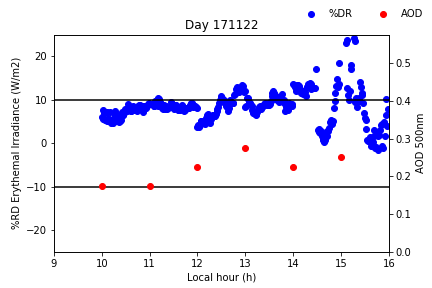 %DR AOD
Day 171122
%RD Erythermal Irradiance (W/m2)
20
10
0
−10
−20
0.5
0.4
0.3
0.2
0.1
0.0
AOD 500nm
9 10 11 12 13 14 15 16
Local hour (h)